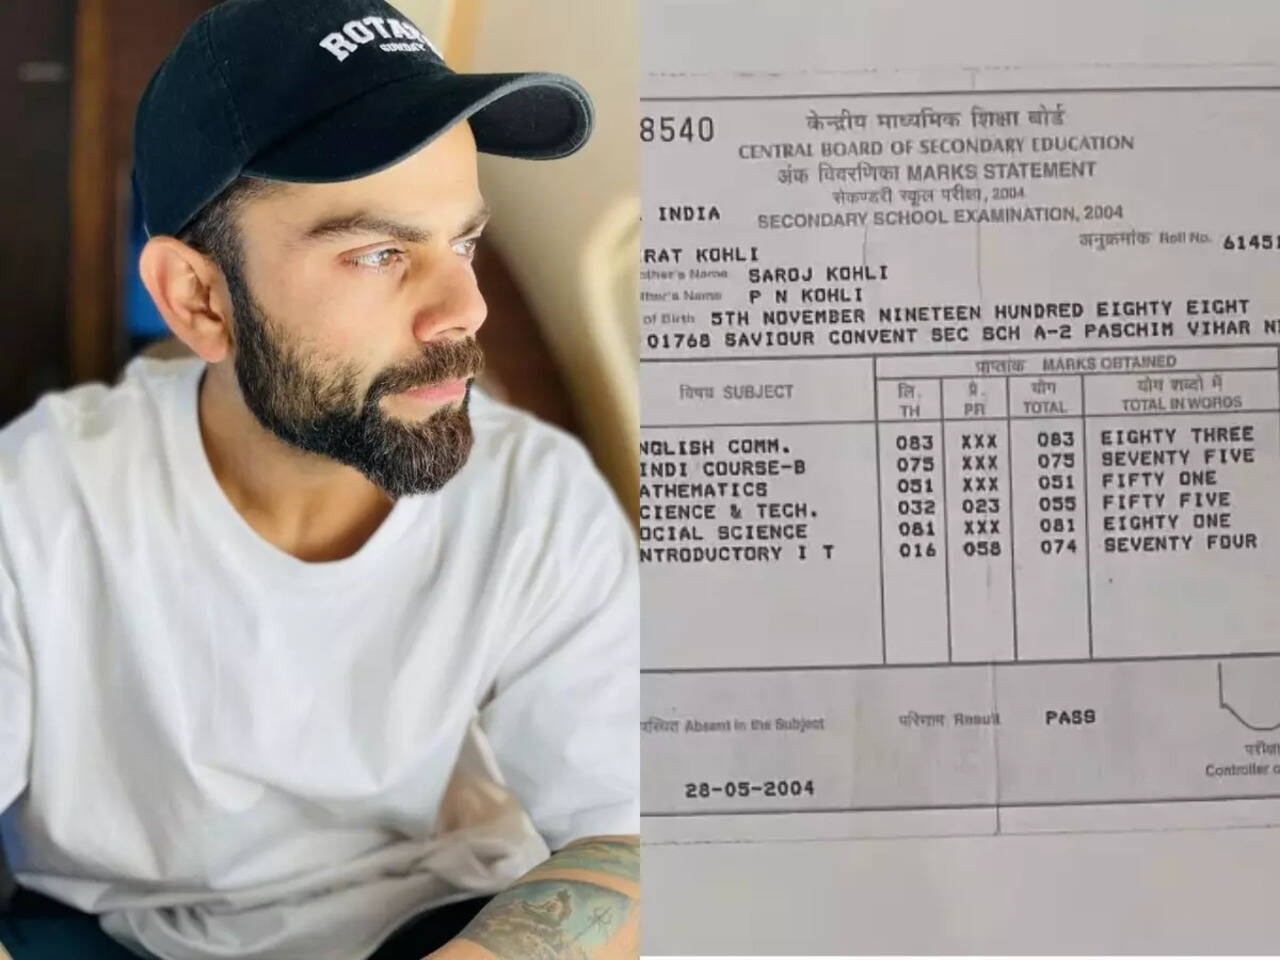 ROTA
SUNDAY
8540
केन्द्रीय माध्यमिक शिक्षा बोर्ड
CENTRAL BOARD OF SECONDARY EDUCATION
अंक विवरणिका MARKS STATEMENT
सेकण्डरी स्कूल परीक्षा, 2004
INDIA SECONDARY SCHOOL EXAMINATION, 2004
अनुक्रमांक Roll No. 61451
RAT KOHLI
ther's Name SAROJ KOHLI
ther's Name P N KOHLI
of Birth 5TH NOVEMBER NINETEEN HUNDRED EIGHTY EIGHT
01768 SAVIOUR CONVENT SEC SCH A-2 PASCHIM VIHAR N
प्राप्तांक MARKS OBTAINED
विषय SUBJECT लि. प्रे. योग योग शब्दों में
TH PR TOTAL TOTAL IN WORDS
NGLISH COMM. 083 XXX 083 EIGHTY THREE
INDI COURSE-B 075 XXX 075 SEVENTY FIVE
ATHEMATICS 051 XXX 051 FIFTY ONE
CIENCE & TECH. 032 023 055 FIFTY FIVE
OCIAL SCIENCE 081 XXX 081 EIGHTY ONE
NTRODUCTORY I T 016 058 074 SEVENTY FOUR
Absent in the Subject परिणाम Result PASS
परीक्षा
Controller o
28-05-2004